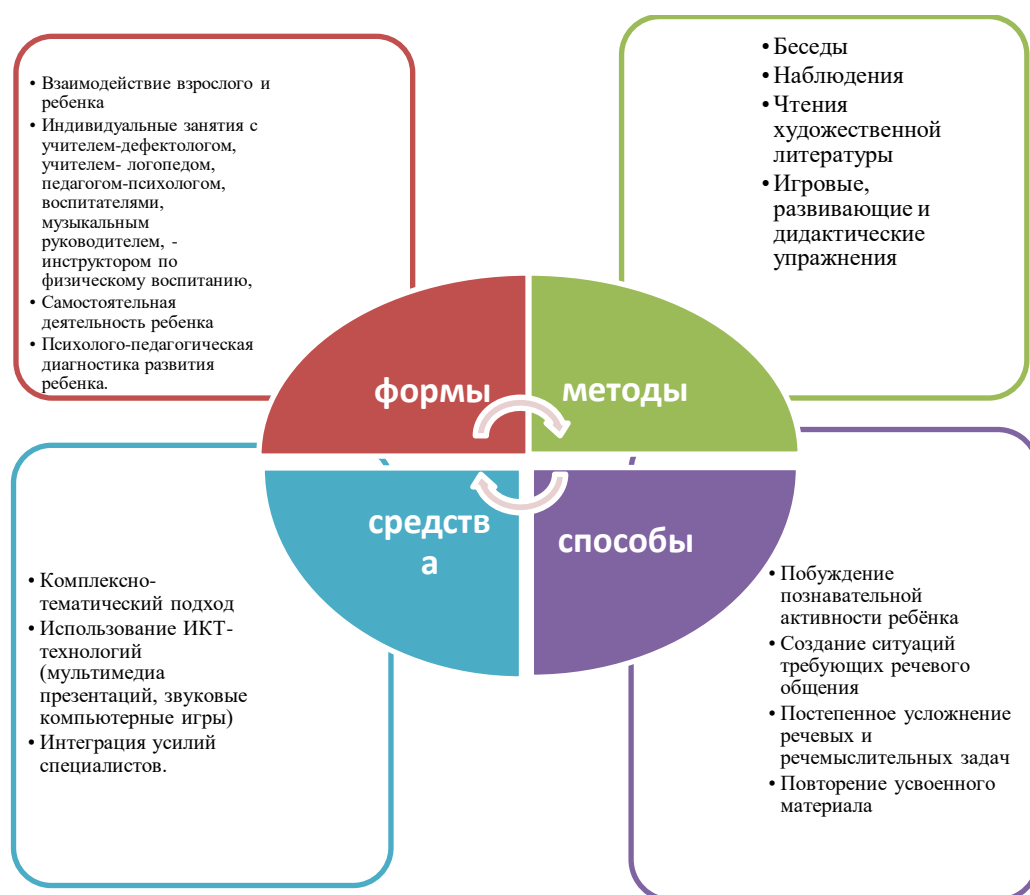 • Взаимодействие взрослого и
ребенка
• Индивидуальные занятия с
учителем-дефектологом,
учителем- логопедом,
педагогом-психологом,
воспитателями,
музыкальным
руководителем, -
инструктором по
физическому воспитанию,
• Самостоятельная
деятельность ребенка
• Психолого-педагогическая
диагностика развития
ребенка.
• Беседы
• Наблюдения
• Чтения
художественной
литературы
• Игровые,
развивающие и
дидактические
упражнения
формы
методы
средств
а
способы
• Комплексно-
тематический подход
• Использование ИКТ-
технологий
(мультимедиа
презентаций, звуковые
компьютерные игры)
• Интеграция усилий
специалистов.
• Побуждение
познавательной
активности ребёнка
• Создание ситуаций
требующих речевого
общения
• Постепенное усложнение
речевых и
речемыслительных задач
• Повторение усвоенного
материала